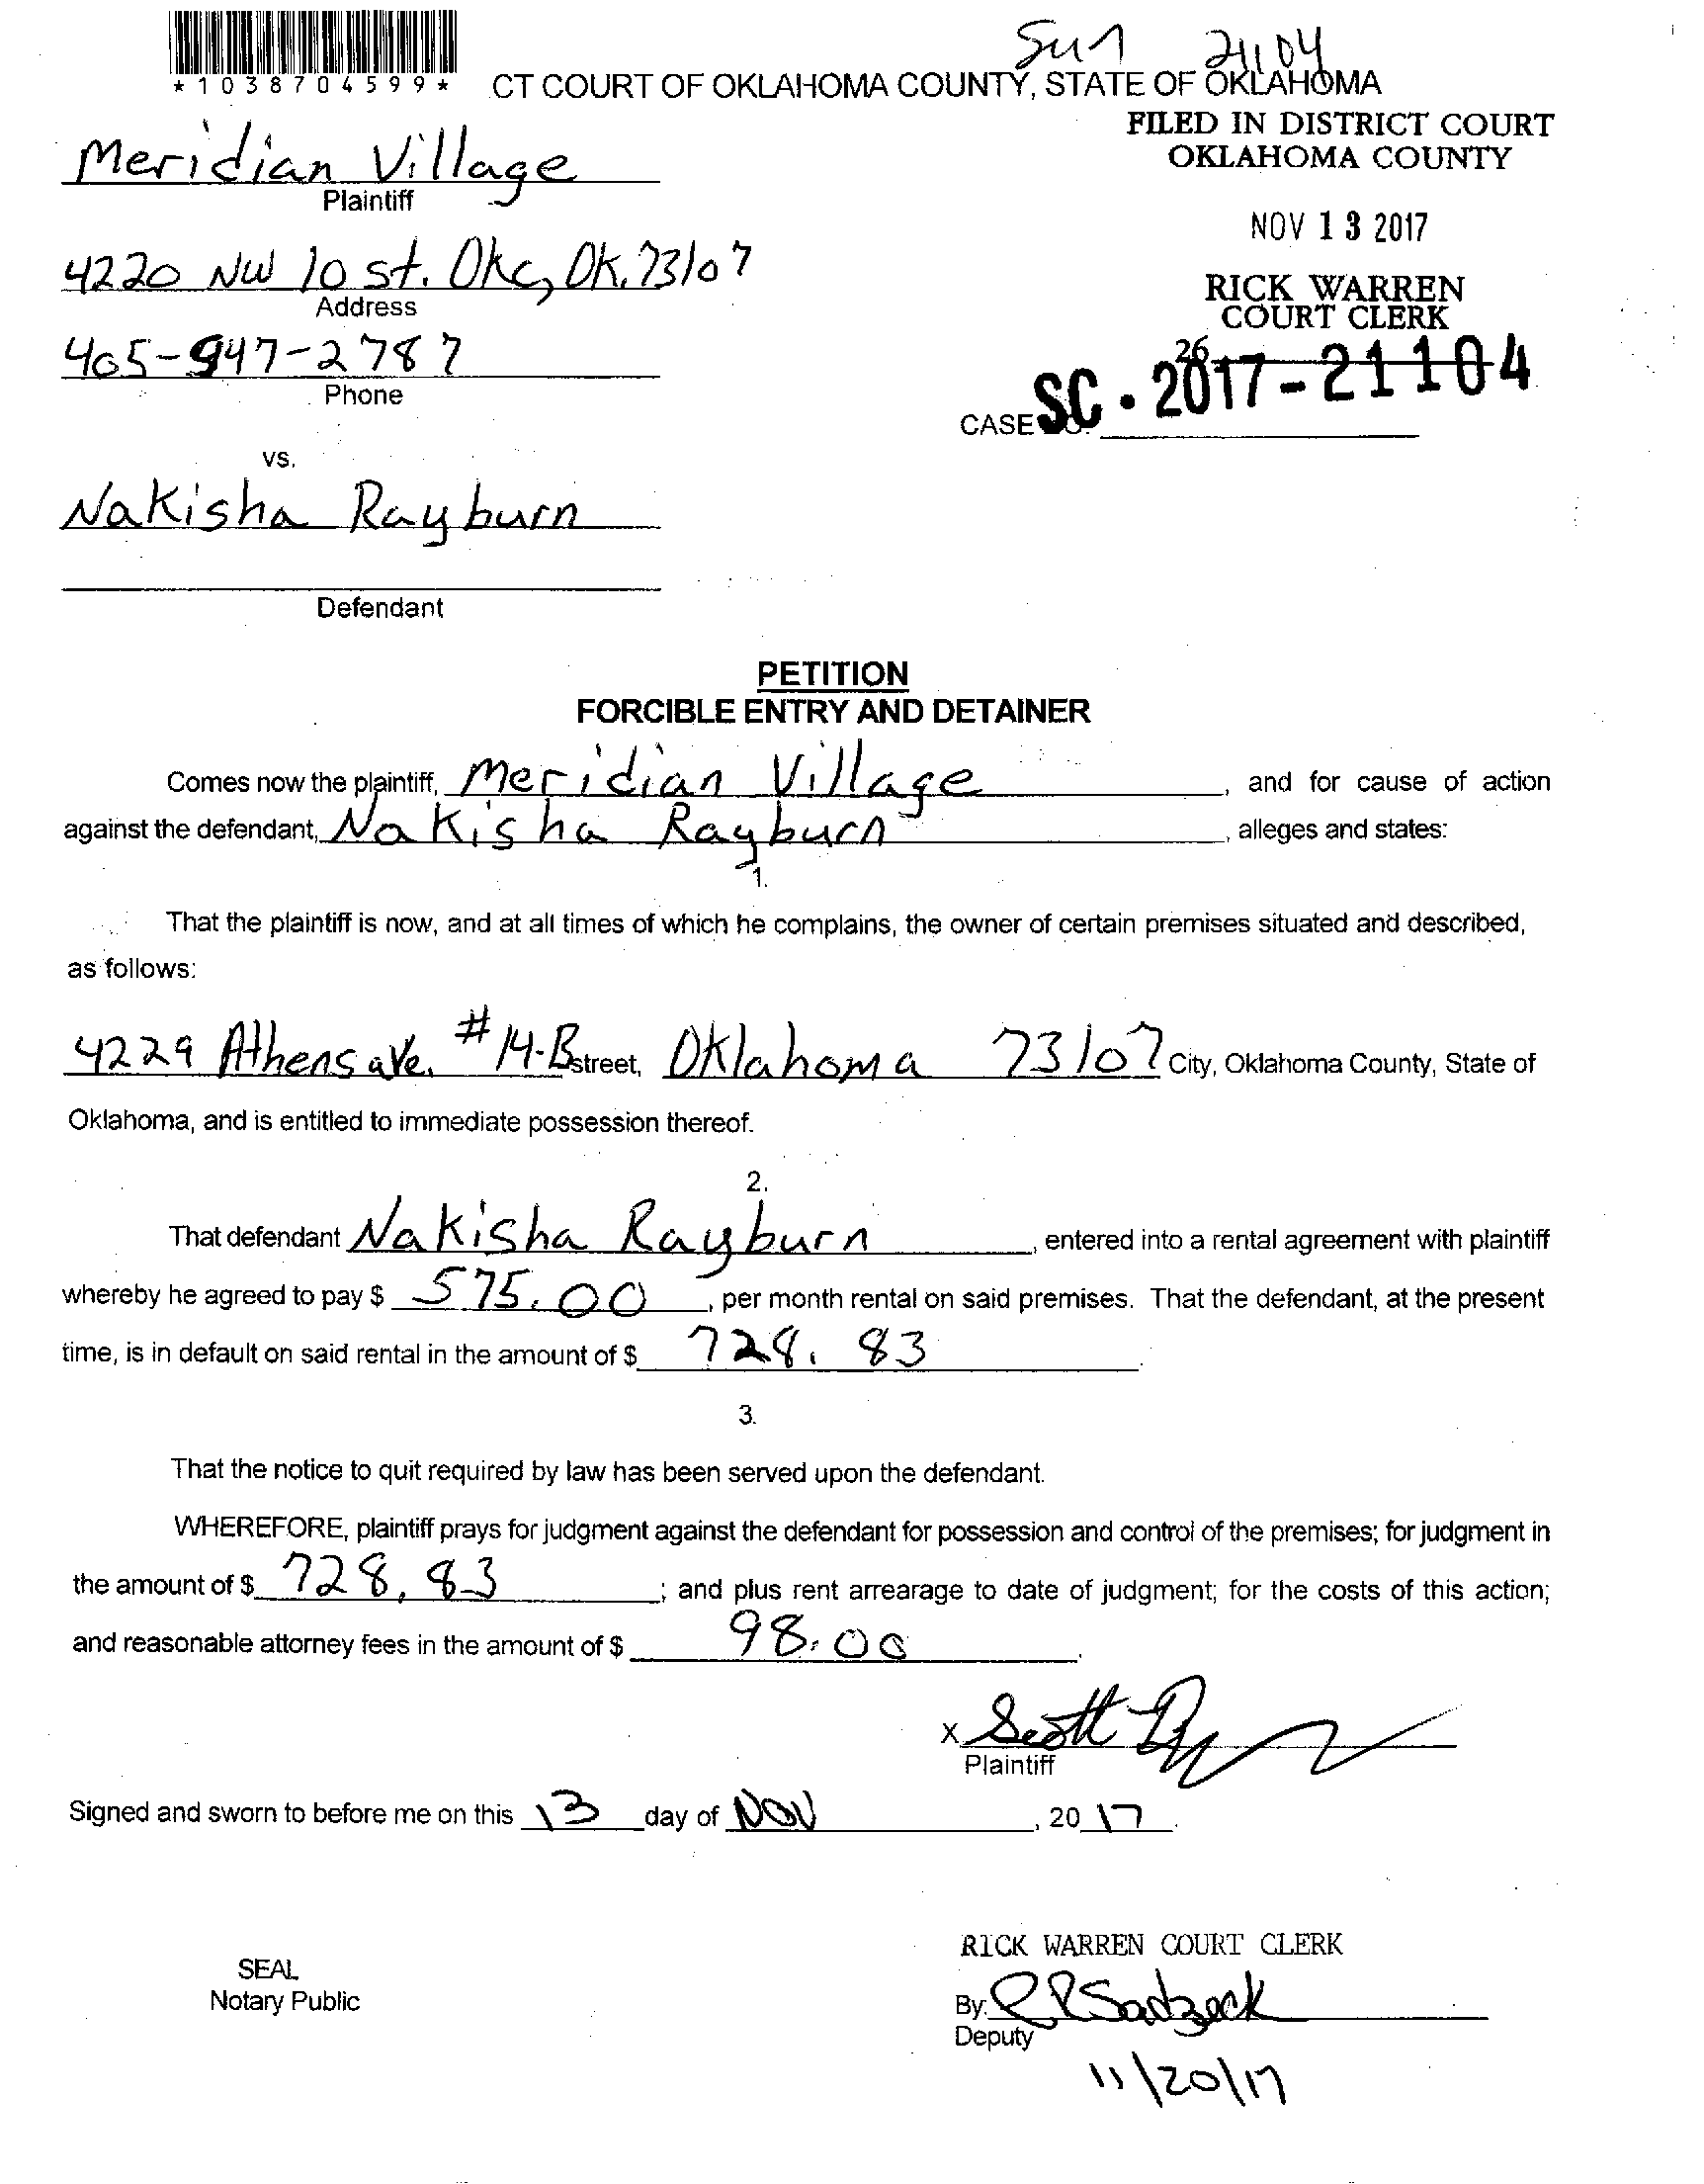 Sun 21104
*1038704599*
CT COURT OF OKLAHOMA COUNTY, STATE OF OKLAHOMA
FILED IN DISTRICT COURT
OKLAHOMA COUNTY
Meridian Village
Plaintiff
NOV 13 2017
4220 NW 10 st. Okc, OK. 73107
Address
RICK WARREN
COURT CLERK
405-947-2787
Phone
26
CASE SC - 2017-21104
vs.
Nakisha Rayburn
Defendant
PETITION
FORCIBLE ENTRY AND DETAINER
Comes now the plaintiff, Meridian Village, and for cause of action
against the defendant, Nakisha Rayburn, alleges and states:
1.
That the plaintiff is now, and at all times of which he complains, the owner of certain premises situated and described,
as follows:
4229 Athens ave. #14-B street, Oklahoma 73107 City, Oklahoma County, State of
Oklahoma, and is entitled to immediate possession thereof.
2.
That defendant Nakisha Rayburn, entered into a rental agreement with plaintiff
whereby he agreed to pay $ 575.00, per month rental on said premises. That the defendant, at the present
time, is in default on said rental in the amount of $ 728.83.
3.
That the notice to quit required by law has been served upon the defendant.
WHEREFORE, plaintiff prays for judgment against the defendant for possession and control of the premises; for judgment in
the amount of $ 728.83; and plus rent arrearage to date of judgment; for the costs of this action;
and reasonable attorney fees in the amount of $ 98.00.
X Scott
Plaintiff
Signed and sworn to before me on this 13 day of NOV, 2017.
RICK WARREN COURT CLERK
SEAL
Notary Public
By:
Deputy
11/20/17